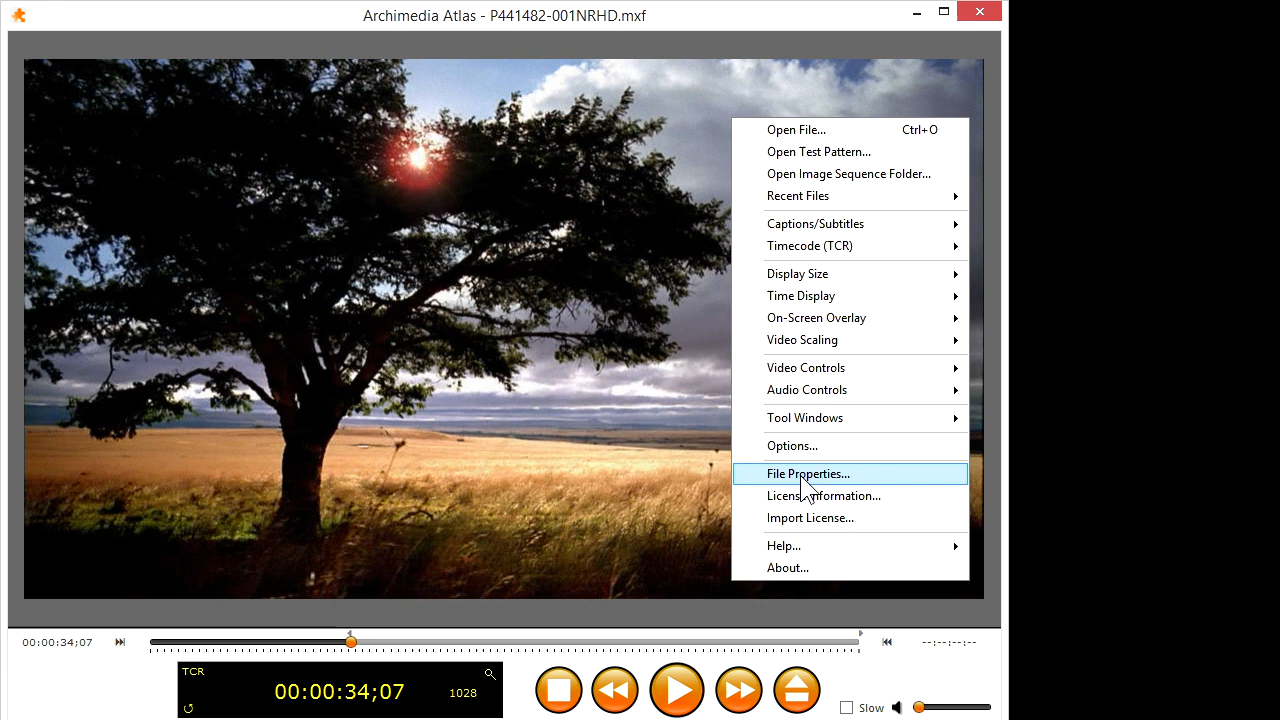 Archimedia Atlas - P441482-001NRHD.mxf
Open File... Ctrl+O
Open Test Pattern...
Open Image Sequence Folder...
Recent Files
Captions/Subtitles
Timecode (TCR)
Display Size
Time Display
On-Screen Overlay
Video Scaling
Video Controls
Audio Controls
Tool Windows
Options...
File Properties...
License Information...
Import License...
Help...
About...
00:00:34;07 --:--:--:--
TCR
00:00:34;07 1028
Slow